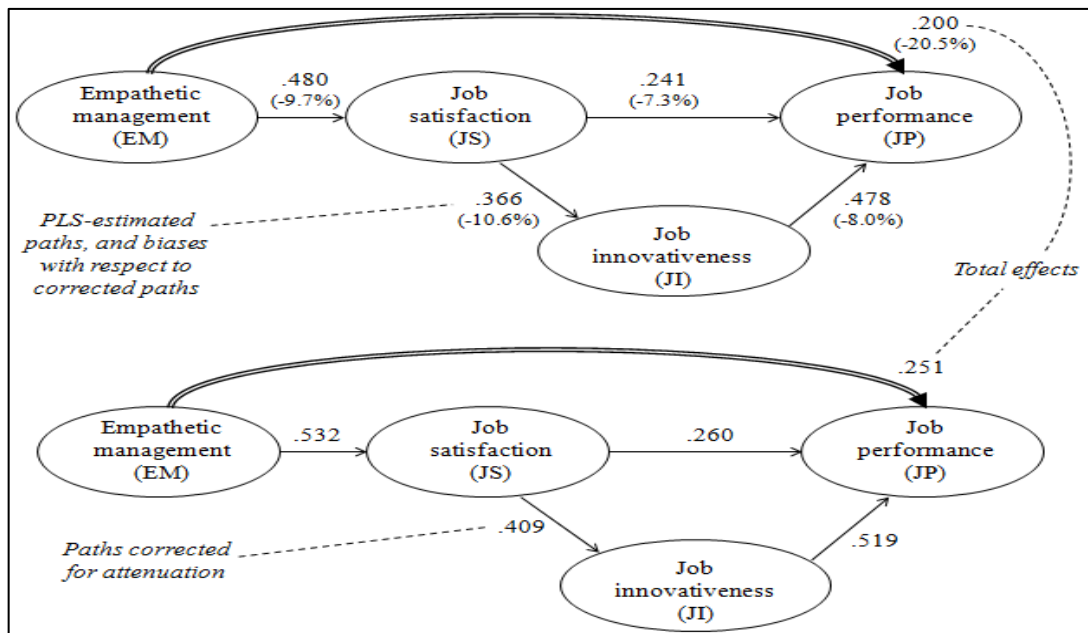 .200
(-20.5%)
Empathetic
management
(EM)
.480
(-9.7%)
Job
satisfaction
(JS)
.241
(-7.3%)
Job
performance
(JP)
PLS-estimated
paths, and biases
with respect to
corrected paths
.366
(-10.6%)
Job
innovativeness
(JI)
.478
(-8.0%)
Total effects
.251
Empathetic
management
(EM)
.532
Job
satisfaction
(JS)
.260
Job
performance
(JP)
Paths corrected
for attenuation
.409
Job
innovativeness
(JI)
.519